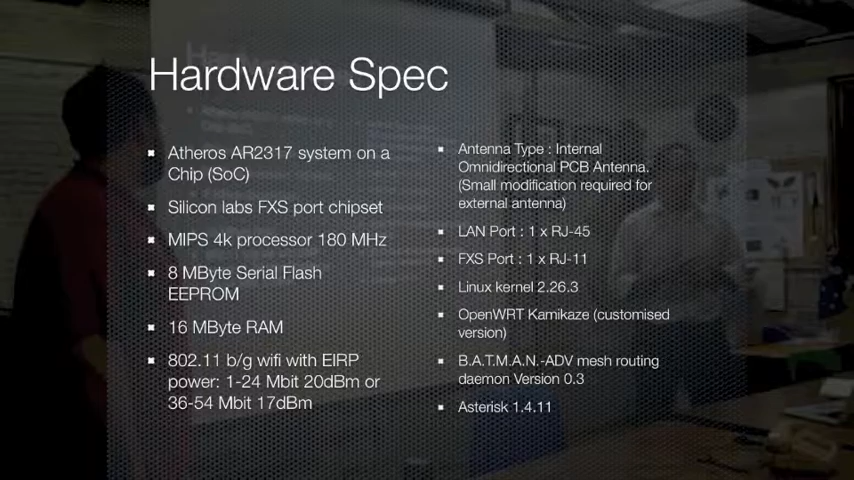 Hardware Spec
Atheros AR2317 system on a
Chip (SoC)
Silicon labs FXS port chipset
MIPS 4k processor 180 MHz
8 MByte Serial Flash
EEPROM
16 MByte RAM
802.11 b/g wifi with EIRP
power: 1-24 Mbit 20dBm or
36-54 Mbit 17dBm
Antenna Type : Internal
Omnidirectional PCB Antenna.
(Small modification required for
external antenna)
LAN Port : 1 x RJ-45
FXS Port : 1 x RJ-11
Linux kernel 2.26.3
OpenWRT Kamikaze (customised
version)
B.A.T.M.A.N.-ADV mesh routing
daemon Version 0.3
Asterisk 1.4.11